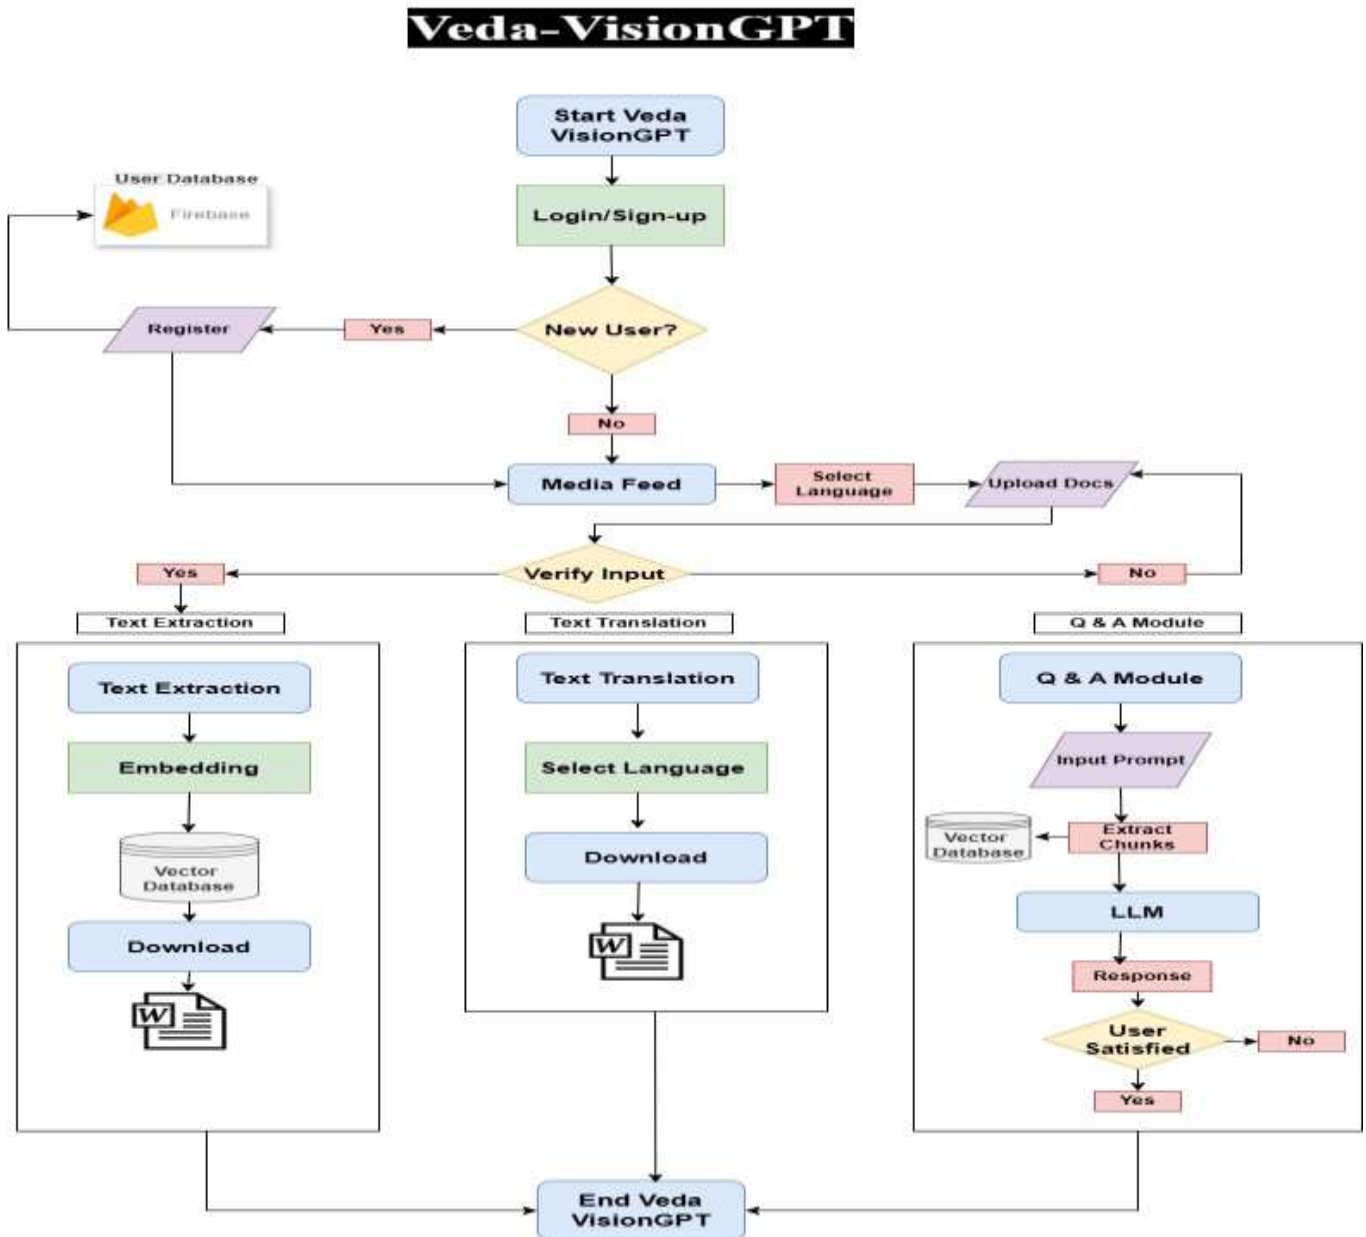 Veda-VisionGPT
Start Veda
VisionGPT
User Database
Firebase
Login/Sign-up
New User?
Yes
Register
No
Media Feed
Select
Language
Upload Docs
Verify Input
Yes
No
Text Extraction
Text Translation
Q & A Module
Text Extraction
Embedding
Vector
Database
Download
W
Text Translation
Select Language
Download
W
Q & A Module
Input Prompt
Extract
Chunks
Vector
Database
LLM
Response
User
Satisfied
No
Yes
End Veda
VisionGPT